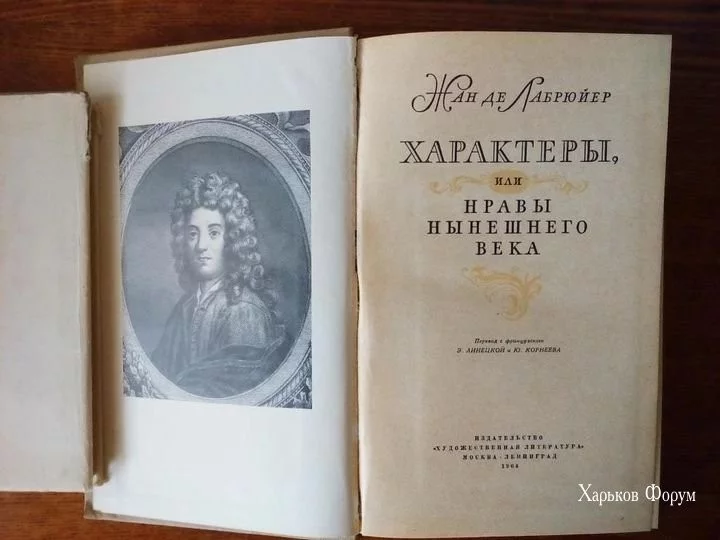 Жан де Лабрюйер
ХАРАКТЕРЫ,
ИЛИ
НРАВЫ
НЫНЕШНЕГО
ВЕКА
Перевод с французского
Э. ЛИНЕЦКОЙ и Ю. КОРНЕЕВА
ИЗДАТЕЛЬСТВО
«ХУДОЖЕСТВЕННАЯ ЛИТЕРАТУРА»
МОСКВА · ЛЕНИНГРАД
1964
Харьков Форум